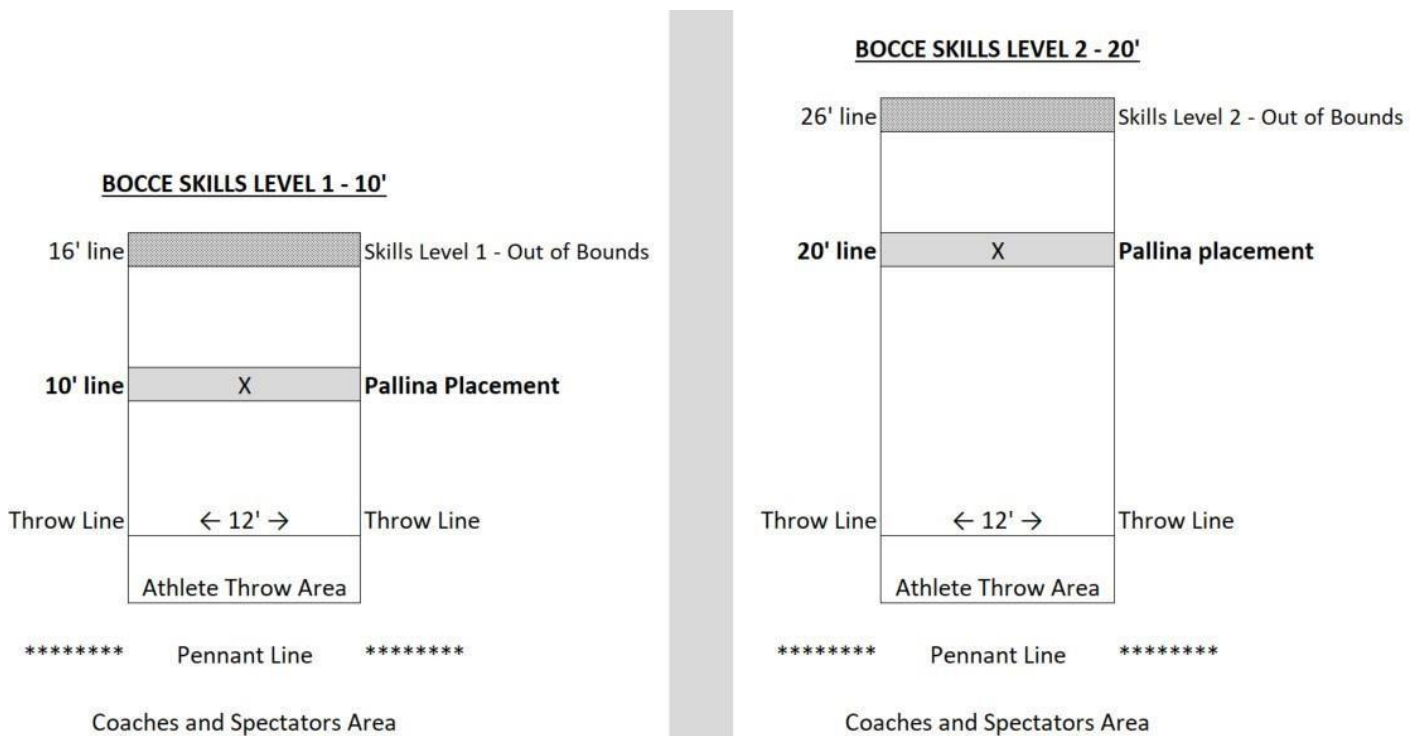 BOCCE SKILLS LEVEL 1 - 10'
16' line Skills Level 1 - Out of Bounds
10' line X Pallina Placement
Throw Line ← 12' → Throw Line
Athlete Throw Area
******** Pennant Line ********
Coaches and Spectators Area
BOCCE SKILLS LEVEL 2 - 20'
26' line Skills Level 2 - Out of Bounds
20' line X Pallina placement
Throw Line ← 12' → Throw Line
Athlete Throw Area
******** Pennant Line ********
Coaches and Spectators Area